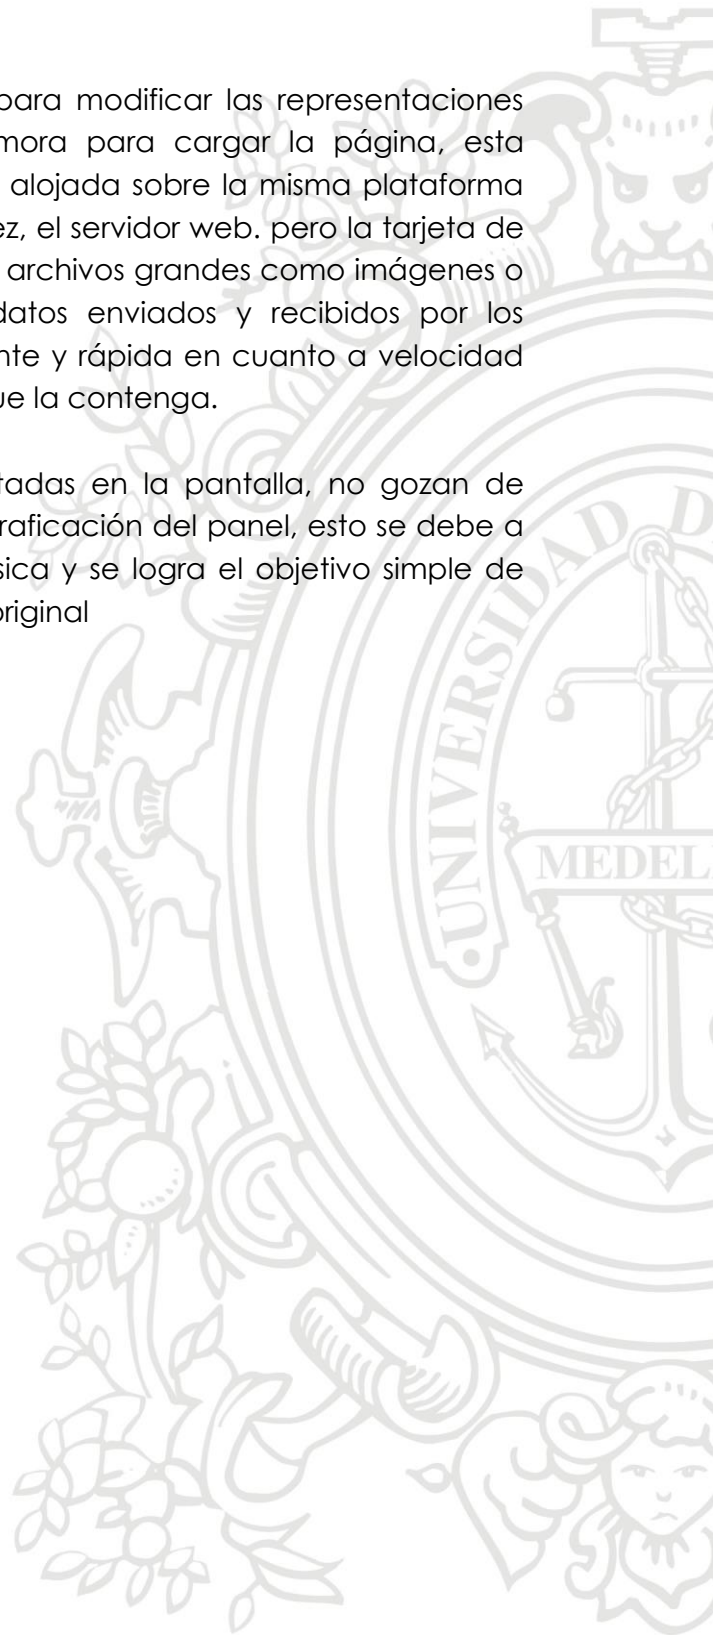 para modificar las representaciones
mora para cargar la página, esta
alojada sobre la misma plataforma
ez, el servidor web. pero la tarjeta de
archivos grandes como imágenes o
datos enviados y recibidos por los
nte y rápida en cuanto a velocidad
ue la contenga.
tadas en la pantalla, no gozan de
raficación del panel, esto se debe a
sica y se logra el objetivo simple de
original
UNIVERSIDAD D
MEDEL